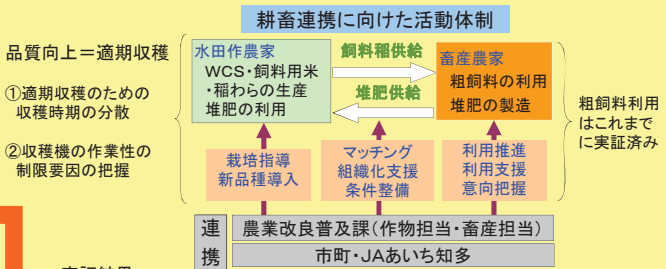 耕畜連携に向けた活動体制
品質向上＝適期収穫
①適期収穫のための
収穫時期の分散
②収穫機の作業性の
制限要因の把握
水田作農家
WCS・飼料用米
・稲わらの生産
堆肥の利用
飼料稲供給
堆肥供給
畜産農家
粗飼料の利用
堆肥の製造
粗飼料利用
はこれまで
に実証済み
栽培指導
新品種導入
マッチング
組織化支援
条件整備
利用推進
利用支援
意向把握
連
携
農業改良普及課（作物担当・畜産担当）
市町・JAあいち知多